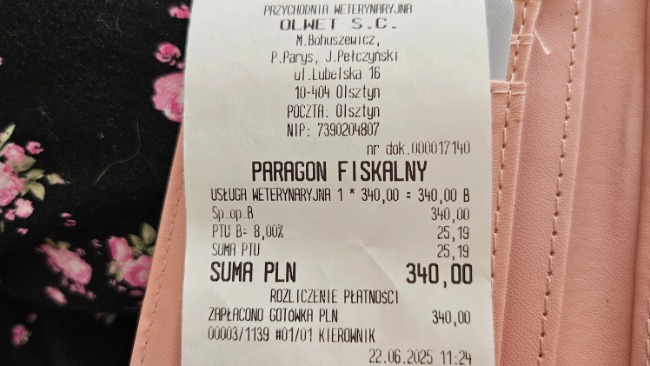 PRZYCHODNIA WETERYNARYJNA
OLWET S.C.
M.Bohuszewicz,
P.Parys, J.Pełczyński
ul.Lubelska 16
10-404 Olsztyn
POCZTA: Olsztyn
NIP: 7390204807
nr dok.000017140
PARAGON FISKALNY
USŁUGA WETERYNARYJNA 1 * 340,00 = 340,00 B
Sp.op.B 340,00
PTU B= 8,00% 25,19
SUMA PTU 25,19
SUMA PLN 340,00
ROZLICZENIE PŁATNOŚCI
ZAPŁACONO GOTÓWKA PLN 340,00
00003/1139 #01/01 KIEROWNIK
22.06.2025 11:24